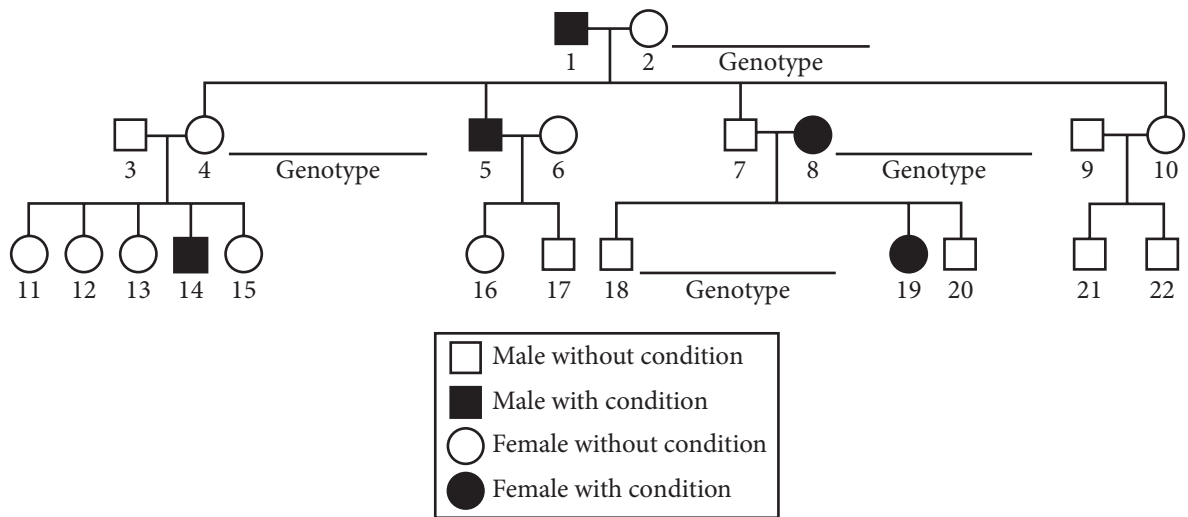 1 2 Genotype
3 4 Genotype 5 6 7 8 Genotype 9 10
11 12 13 14 15 16 17 18 Genotype 19 20 21 22
Male without condition
Male with condition
Female without condition
Female with condition